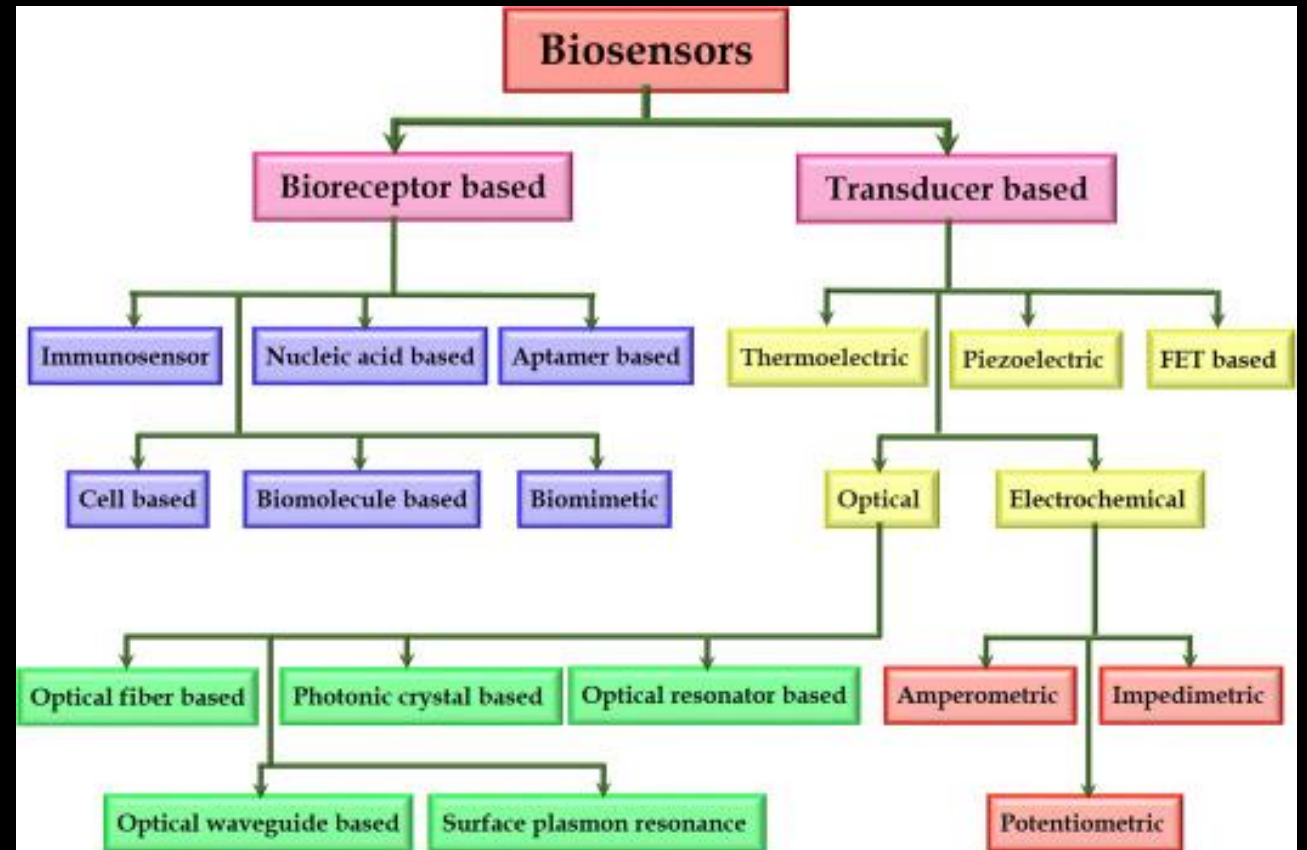 Biosensors
Bioreceptor based
Transducer based
Immunosensor
Nucleic acid based
Aptamer based
Thermoelectric
Piezoelectric
FET based
Cell based
Biomolecule based
Biomimetic
Optical
Electrochemical
Optical fiber based
Photonic crystal based
Optical resonator based
Amperometric
Impedimetric
Optical waveguide based
Surface plasmon resonance
Potentiometric